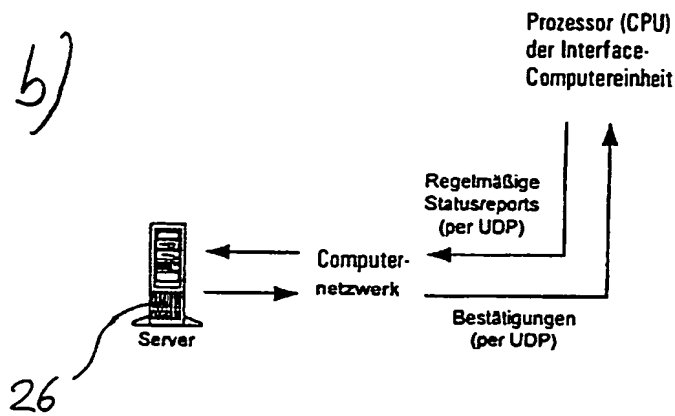 b)
Prozessor (CPU)
der Interface-
Computereinheit
Regelmäßige
Statusreports
(per UDP)
Computer-
netzwerk
Bestätigungen
(per UDP)
Server
26